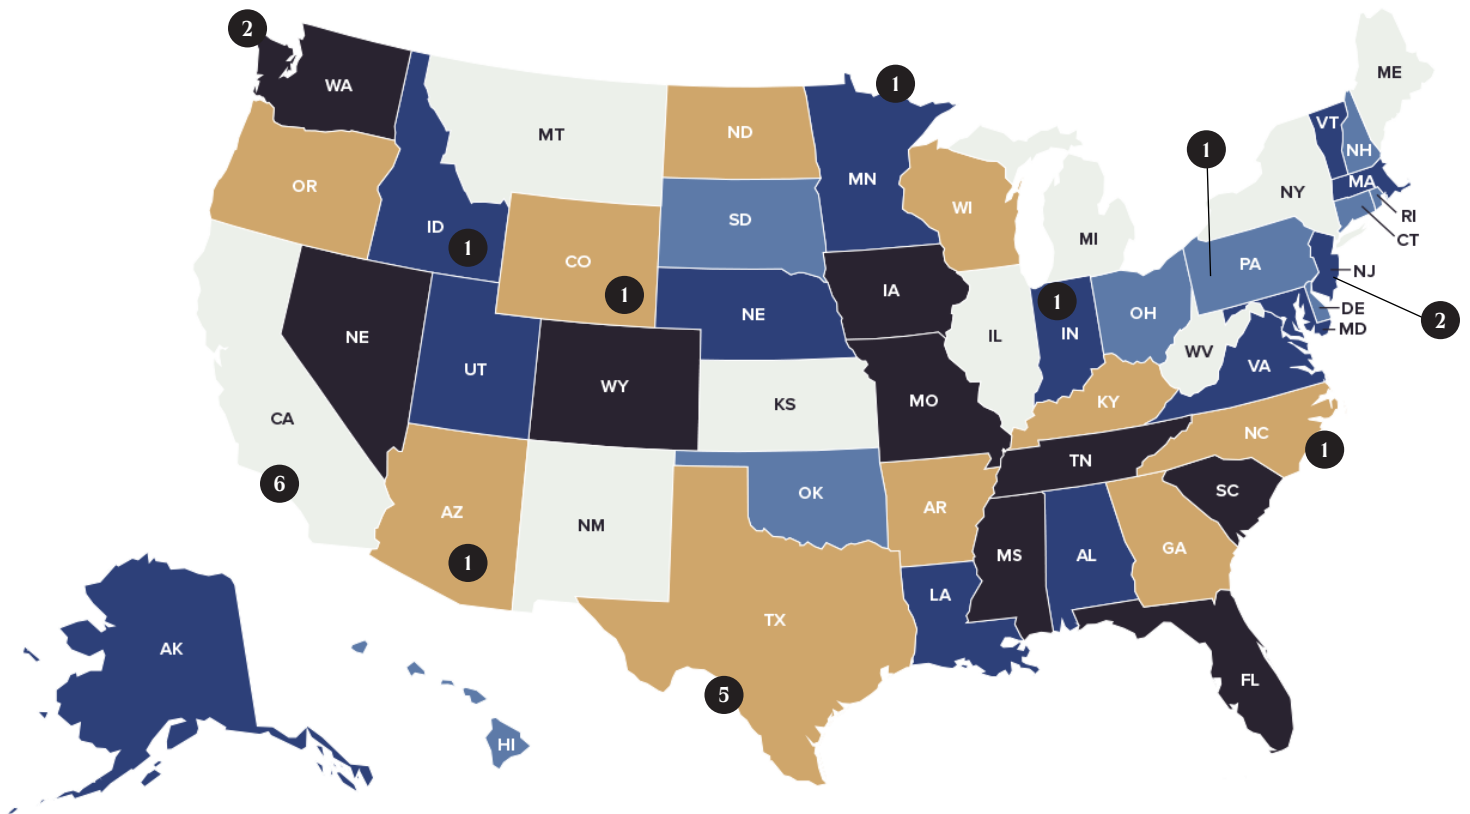 2
WA
MT
ND
1
MN
ME
VT
NH
1
OR
ID
1
SD
WI
MI
NY
MA
RI
CT
CO
1
IA
PA
NJ
NE
UT
WY
NE
IL
1
IN
OH
DE
MD
2
WV
VA
CA
6
KS
MO
KY
NC
1
TN
AZ
1
NM
OK
AR
SC
TX
5
LA
MS
AL
GA
FL
AK
HI